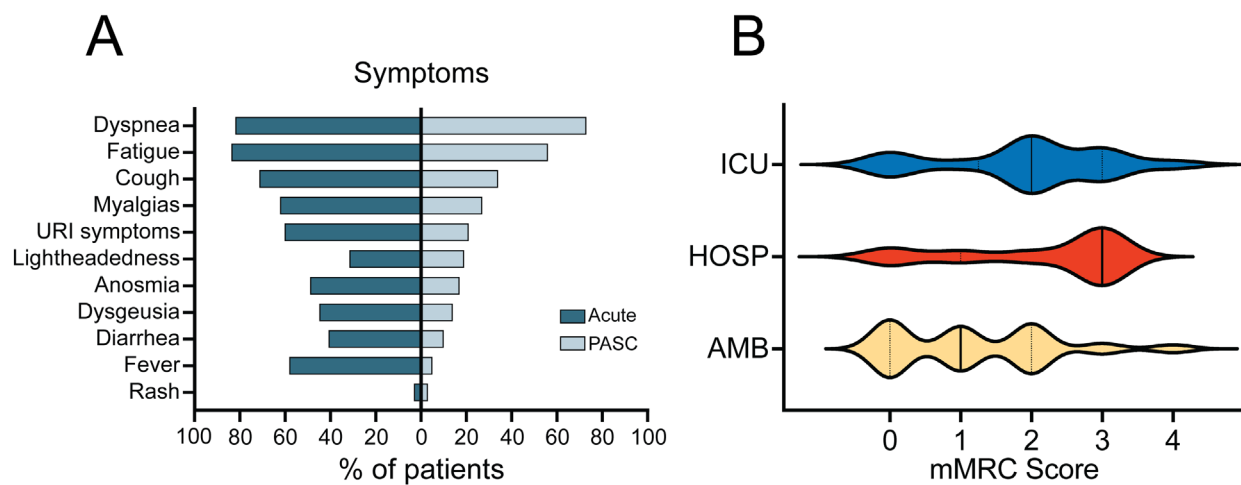 A
Symptoms
Dyspnea
Fatigue
Cough
Myalgias
URI symptoms
Lightheadedness
Anosmia
Dysgeusia
Diarrhea
Fever
Rash
Acute
PASC
100 80 60 40 20 0 20 40 60 80 100
% of patients
B
ICU
HOSP
AMB
0 1 2 3 4
mMRC Score